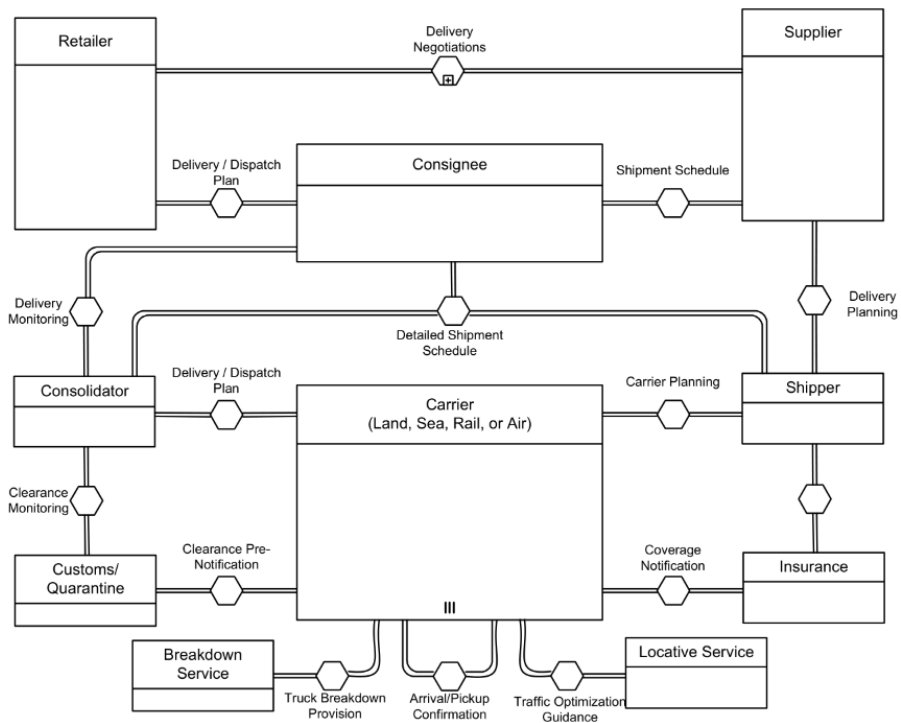 Retailer
Delivery
Negotiations
Supplier
Delivery / Dispatch
Plan
Consignee
Shipment Schedule
Delivery
Monitoring
Detailed Shipment
Schedule
Delivery
Planning
Consolidator
Delivery / Dispatch
Plan
Carrier
(Land, Sea, Rail, or Air)
Carrier Planning
Shipper
Clearance
Monitoring
Customs/
Quarantine
Clearance Pre-
Notification
Coverage
Notification
Insurance
Breakdown
Service
Truck Breakdown
Provision
Arrival/Pickup
Confirmation
Traffic Optimization
Guidance
Locative Service